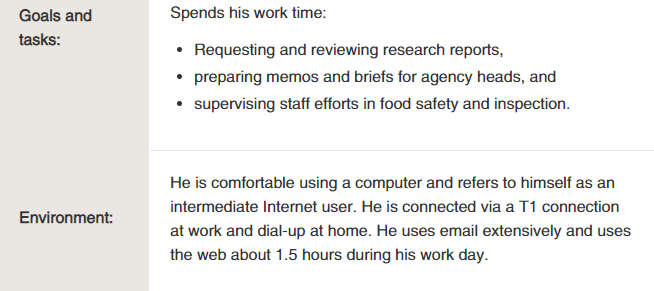 Goals and
tasks:
Spends his work time:
• Requesting and reviewing research reports,
• preparing memos and briefs for agency heads, and
• supervising staff efforts in food safety and inspection.
Environment:
He is comfortable using a computer and refers to himself as an
intermediate Internet user. He is connected via a T1 connection
at work and dial-up at home. He uses email extensively and uses
the web about 1.5 hours during his work day.